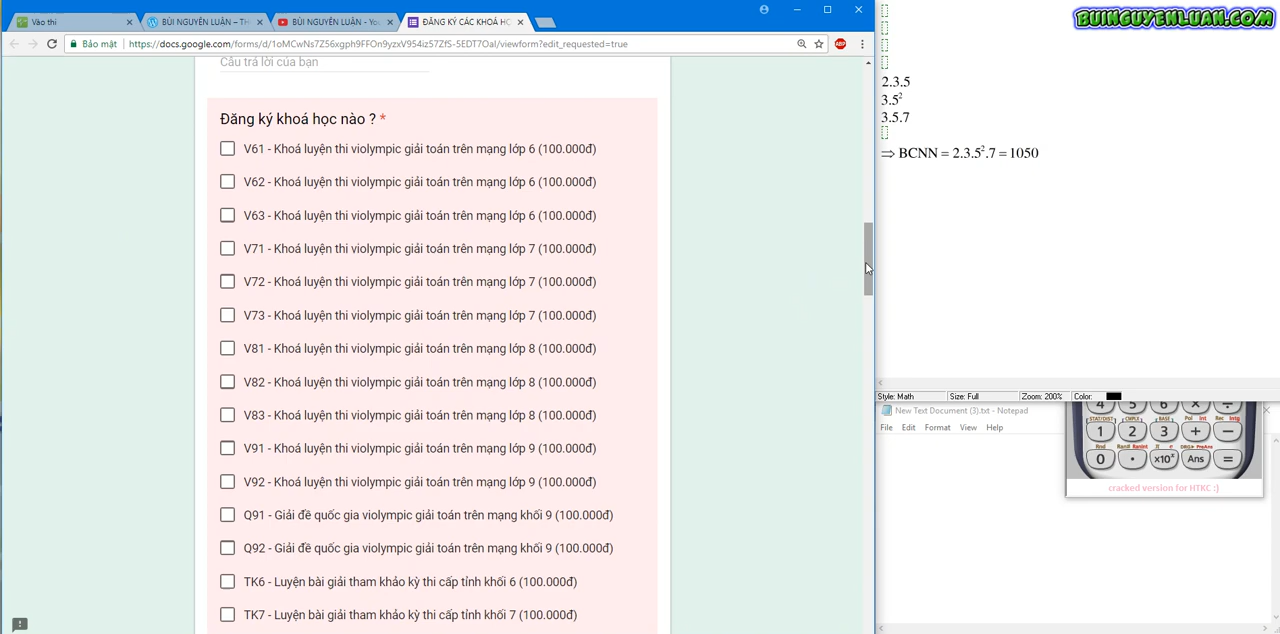 Vào thi
BÙI NGUYÊN LUÂN – TH
BÙI NGUYÊN LUÂN - You
ĐĂNG KÝ CÁC KHOÁ HỌ
BUINGUYENLUAN.COM
Bảo mật
https://docs.google.com/forms/d/1oMCwNs7Z56xgph9FFOn9yzxV954iz57ZfS-5EDT7OaI/viewform?edit_requested=true
ABP
Câu trả lời của bạn
Đăng ký khoá học nào ? *
V61 - Khoá luyện thi violympic giải toán trên mạng lớp 6 (100.000đ)
V62 - Khoá luyện thi violympic giải toán trên mạng lớp 6 (100.000đ)
V63 - Khoá luyện thi violympic giải toán trên mạng lớp 6 (100.000đ)
V71 - Khoá luyện thi violympic giải toán trên mạng lớp 7 (100.000đ)
V72 - Khoá luyện thi violympic giải toán trên mạng lớp 7 (100.000đ)
V73 - Khoá luyện thi violympic giải toán trên mạng lớp 7 (100.000đ)
V81 - Khoá luyện thi violympic giải toán trên mạng lớp 8 (100.000đ)
V82 - Khoá luyện thi violympic giải toán trên mạng lớp 8 (100.000đ)
V83 - Khoá luyện thi violympic giải toán trên mạng lớp 8 (100.000đ)
V91 - Khoá luyện thi violympic giải toán trên mạng lớp 9 (100.000đ)
V92 - Khoá luyện thi violympic giải toán trên mạng lớp 9 (100.000đ)
Q91 - Giải đề quốc gia violympic giải toán trên mạng khối 9 (100.000đ)
Q92 - Giải đề quốc gia violympic giải toán trên mạng khối 9 (100.000đ)
TK6 - Luyện bài giải tham khảo kỳ thi cấp tỉnh khối 6 (100.000đ)
TK7 - Luyện bài giải tham khảo kỳ thi cấp tỉnh khối 7 (100.000đ)
2.3.5
3.5²
3.5.7
⇒ BCNN = 2.3.5².7 = 1050
Style: Math Size: Full Zoom: 200% Color:
New Text Document (3).txt - Notepad
File Edit Format View Help
4 5 6 × ÷
1 2 3 + −
0 • ×10ˣ Ans =
cracked version for HTKC :)